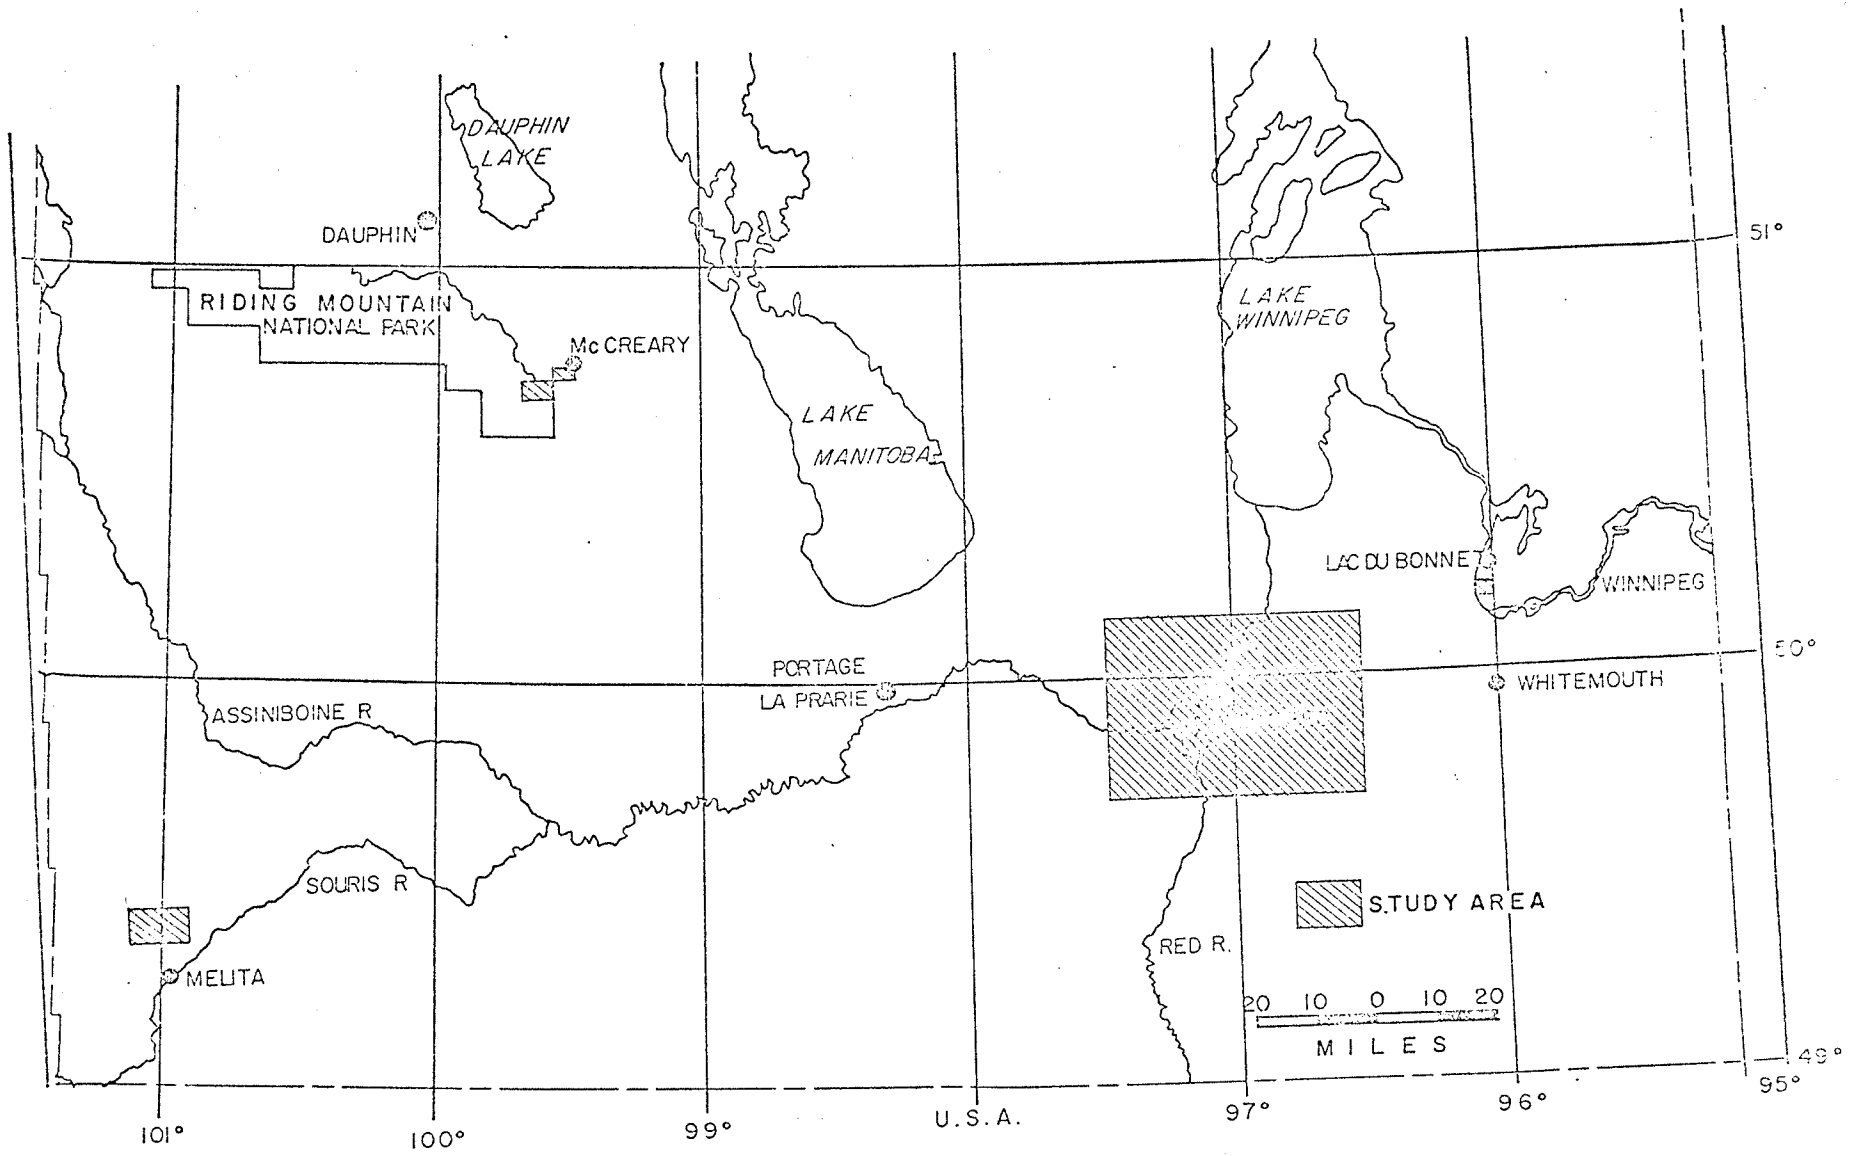 DAUPHIN
LAKE
DAUPHIN
51°
RIDING MOUNTAIN
NATIONAL PARK
LAKE
WINNIPEG
Mc CREARY
LAKE
MANITOBA
LAC DU BONNET
WINNIPEG
50°
PORTAGE
LA PRARIE
WHITEMOUTH
ASSINIBOINE R
SOURIS R
STUDY AREA
RED R.
MELITA
20 10 0 10 20
MILES
49°
95°
101°
100°
99°
U.S.A.
97°
96°